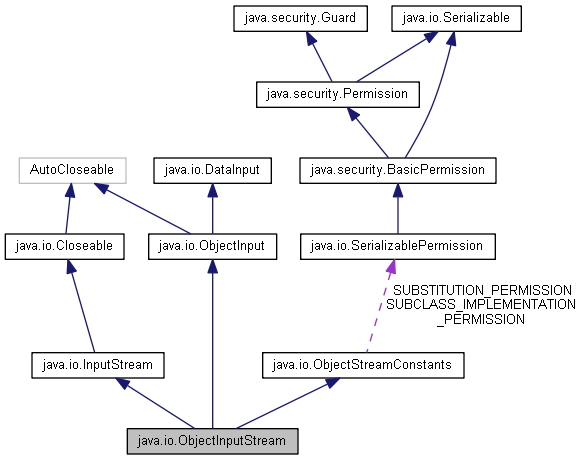 java.security.Guard
java.io.Serializable
java.security.Permission
AutoCloseable
java.io.DataInput
java.security.BasicPermission
java.io.Closeable
java.io.ObjectInput
java.io.SerializablePermission
SUBSTITUTION_PERMISSION
SUBCLASS_IMPLEMENTATION
_PERMISSION
java.io.InputStream
java.io.ObjectStreamConstants
java.io.ObjectInputStream